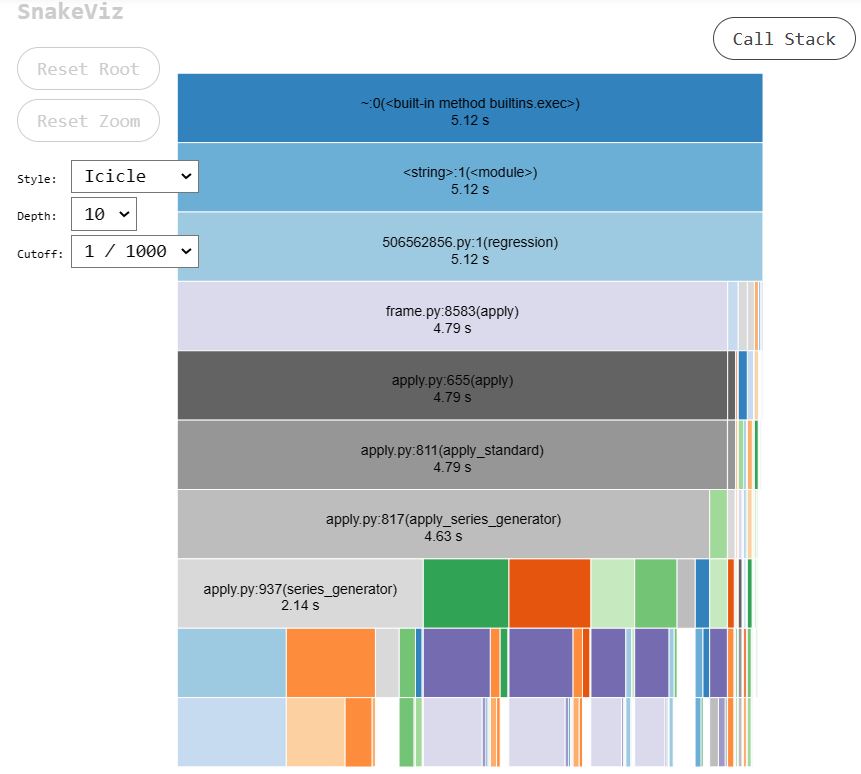 SnakeViz
Call Stack
Reset Root
Reset Zoom
Style: Icicle
Depth: 10
Cutoff: 1 / 1000
~:0(<built-in method builtins.exec>)
5.12 s
<string>:1(<module>)
5.12 s
506562856.py:1(regression)
5.12 s
frame.py:8583(apply)
4.79 s
apply.py:655(apply)
4.79 s
apply.py:811(apply_standard)
4.79 s
apply.py:817(apply_series_generator)
4.63 s
apply.py:937(series_generator)
2.14 s